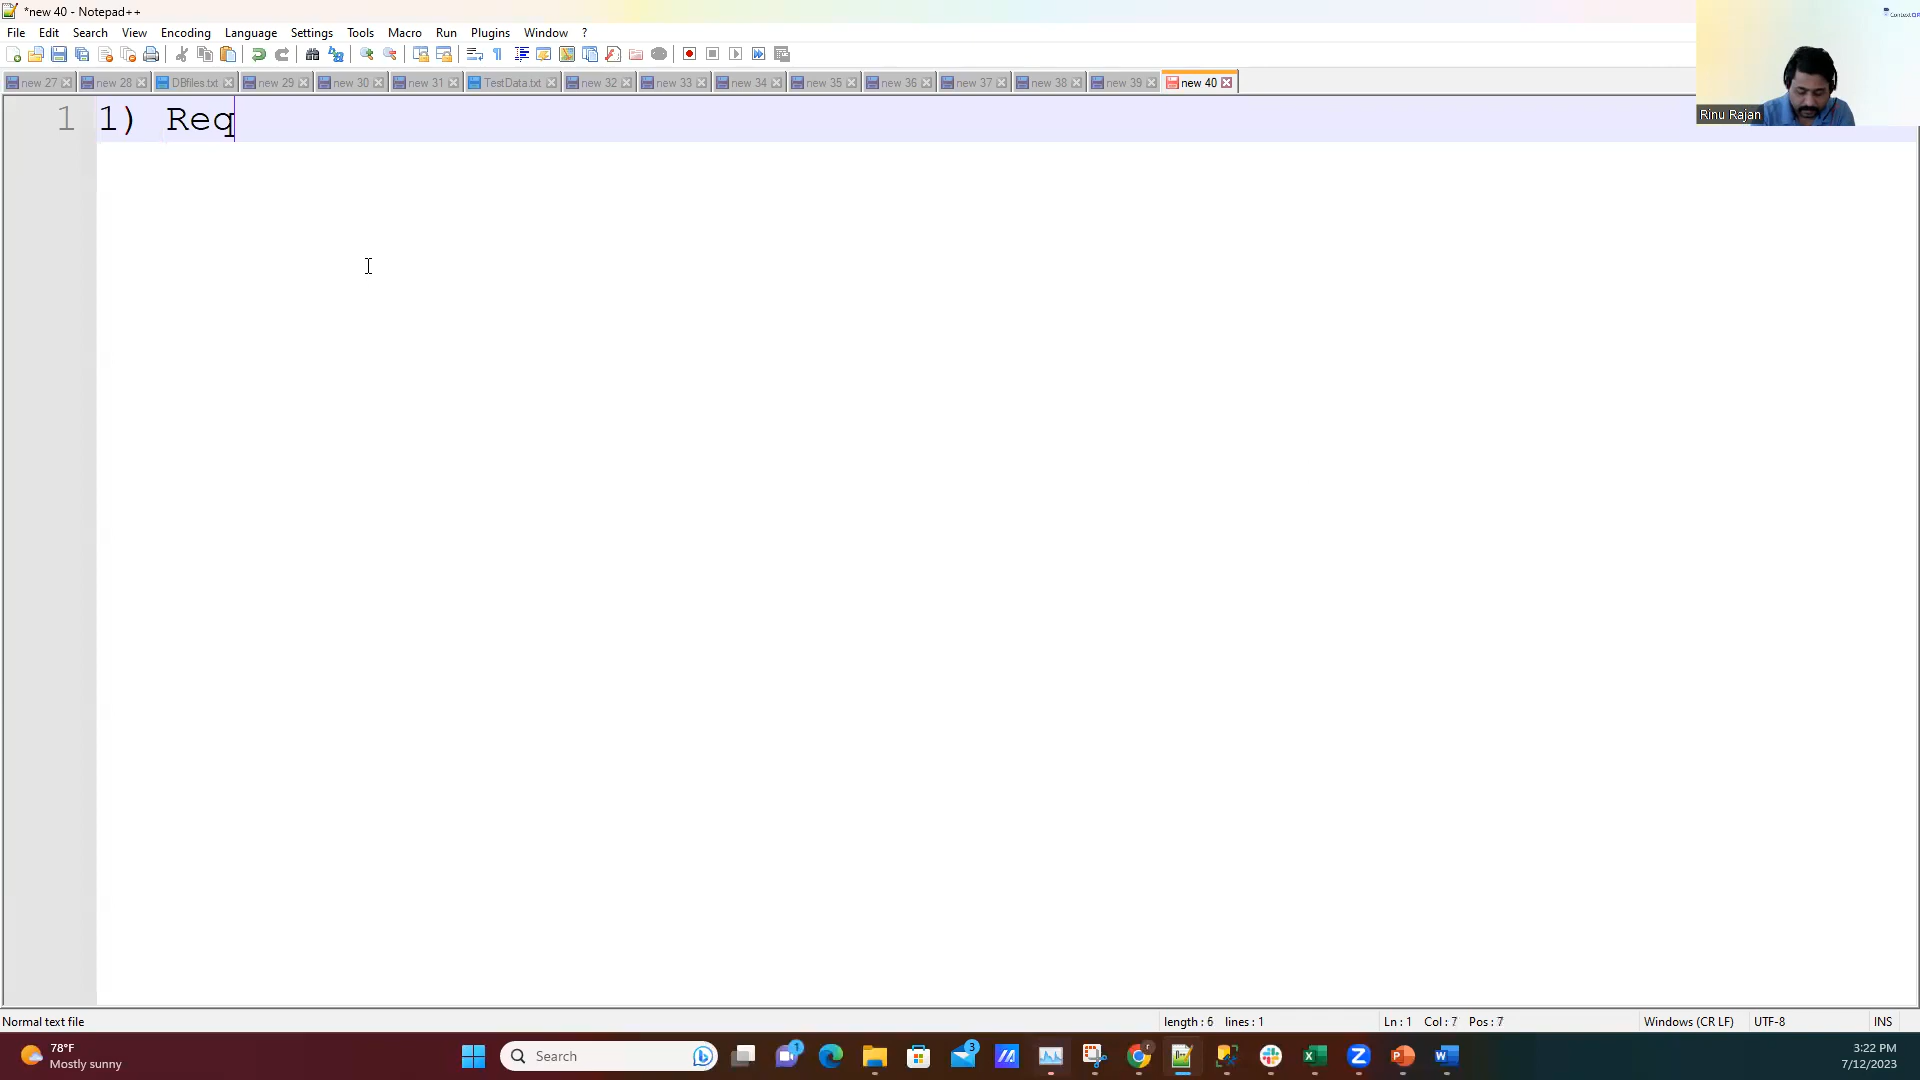 *new 40 - Notepad++
File Edit Search View Encoding Language Settings Tools Macro Run Plugins Window ?
new 27 new 28 DBfiles.txt new 29 new 30 new 31 TestData.txt new 32 new 33 new 34 new 35 new 36 new 37 new 38 new 39 new 40
Rinu Rajan
1 1) Req
Normal text file length : 6 lines : 1 Ln : 1 Col : 7 Pos : 7 Windows (CR LF) UTF-8 INS
78°F
Mostly sunny
Search
1
3
3:22 PM
7/12/2023